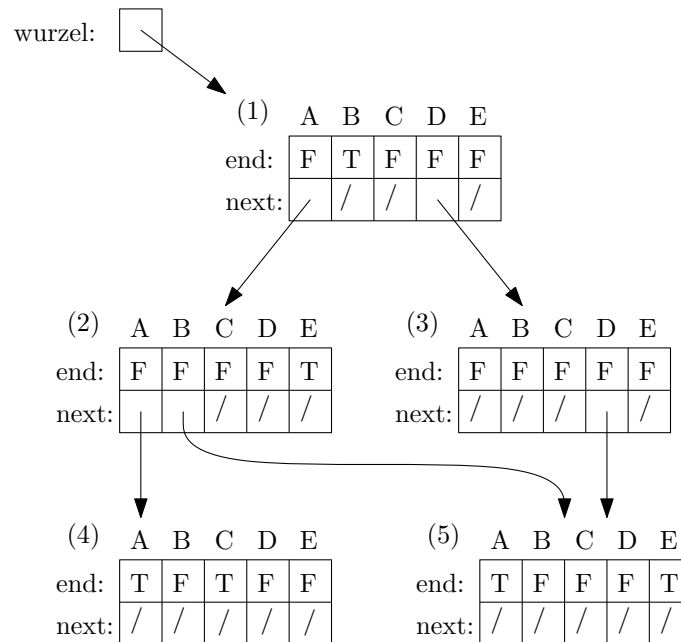 wurzel:
(1) A B C D E
end: F T F F F
next: / / /
(2) A B C D E
end: F F F F T
next: / / /
(3) A B C D E
end: F F F F F
next: / / / /
(4) A B C D E
end: T F T F F
next: / / / / /
(5) A B C D E
end: T F F F T
next: / / / / /